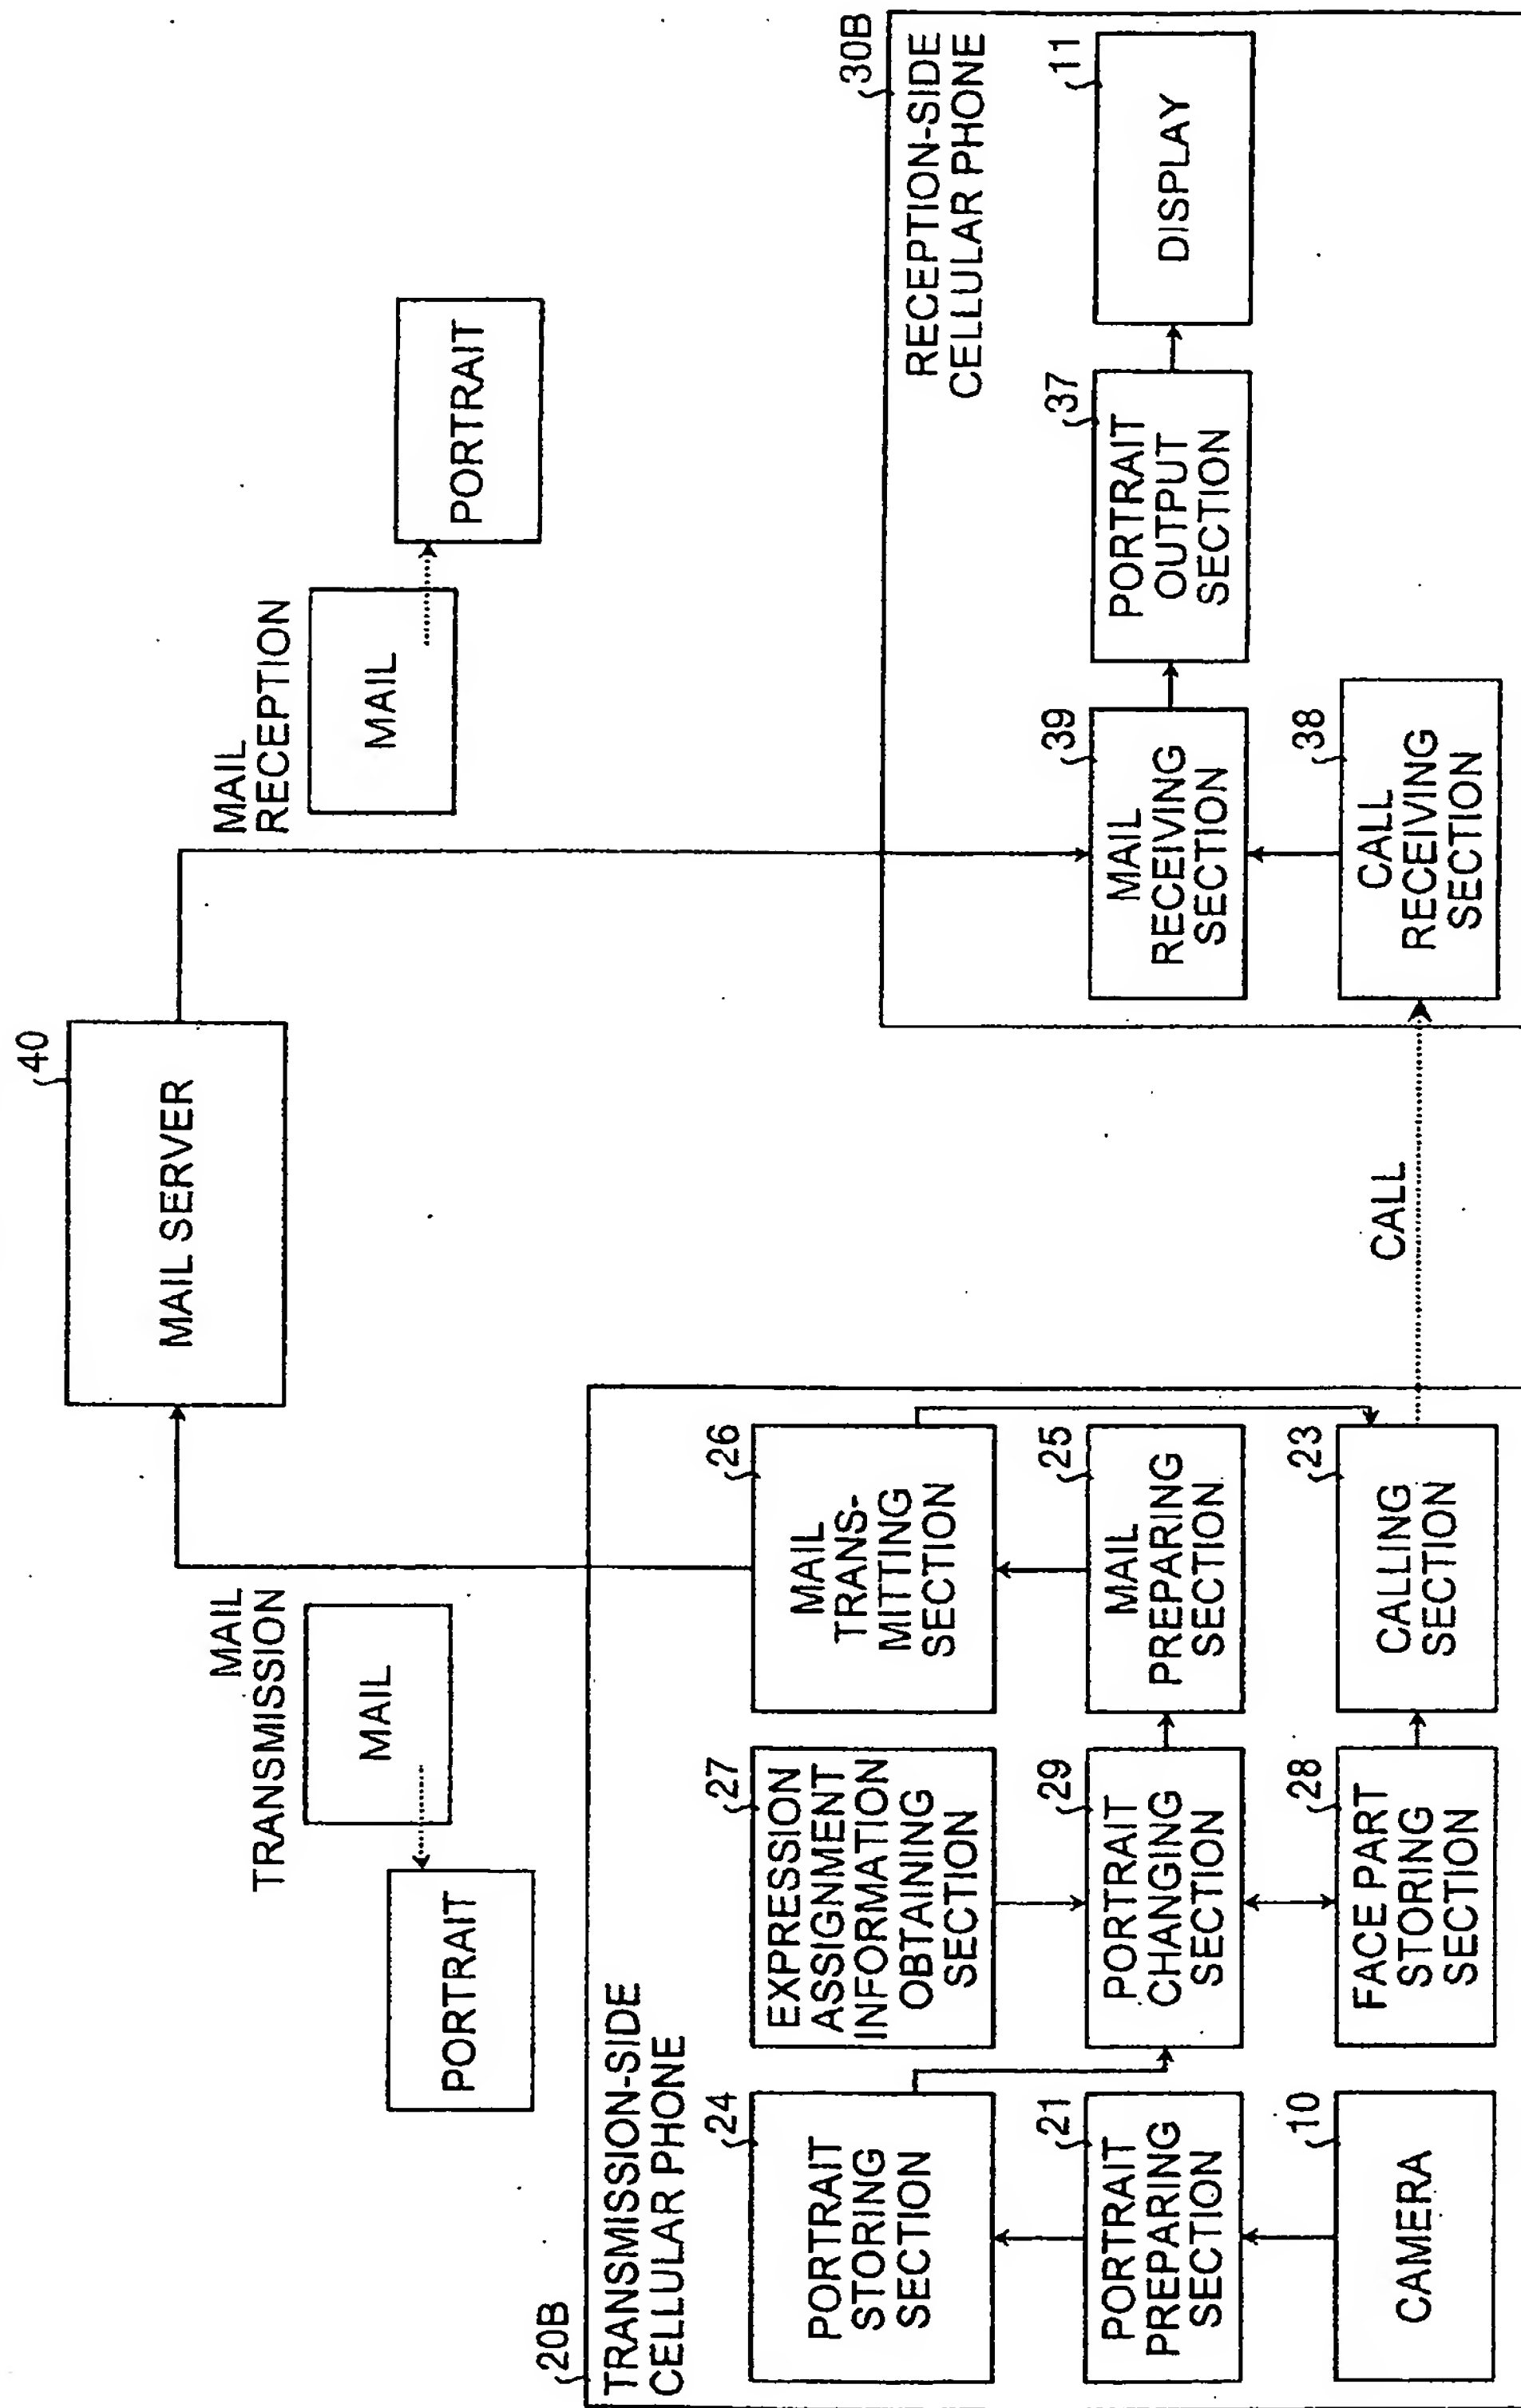 40
MAIL SERVER
MAIL
TRANSMISSION
MAIL
PORTRAIT
MAIL
RECEPTION
MAIL
PORTRAIT
20B
TRANSMISSION-SIDE
CELLULAR PHONE
24
PORTRAIT
STORING
SECTION
27
EXPRESSION
ASSIGNMENT
INFORMATION
OBTAINING
SECTION
26
MAIL
TRANS-
MITTING
SECTION
21
PORTRAIT
PREPARING
SECTION
29
PORTRAIT
CHANGING
SECTION
25
MAIL
PREPARING
SECTION
10
CAMERA
28
FACE PART
STORING
SECTION
23
CALLING
SECTION
CALL
30B
RECEPTION-SIDE
CELLULAR PHONE
39
MAIL
RECEIVING
SECTION
37
PORTRAIT
OUTPUT
SECTION
11
DISPLAY
38
CALL
RECEIVING
SECTION